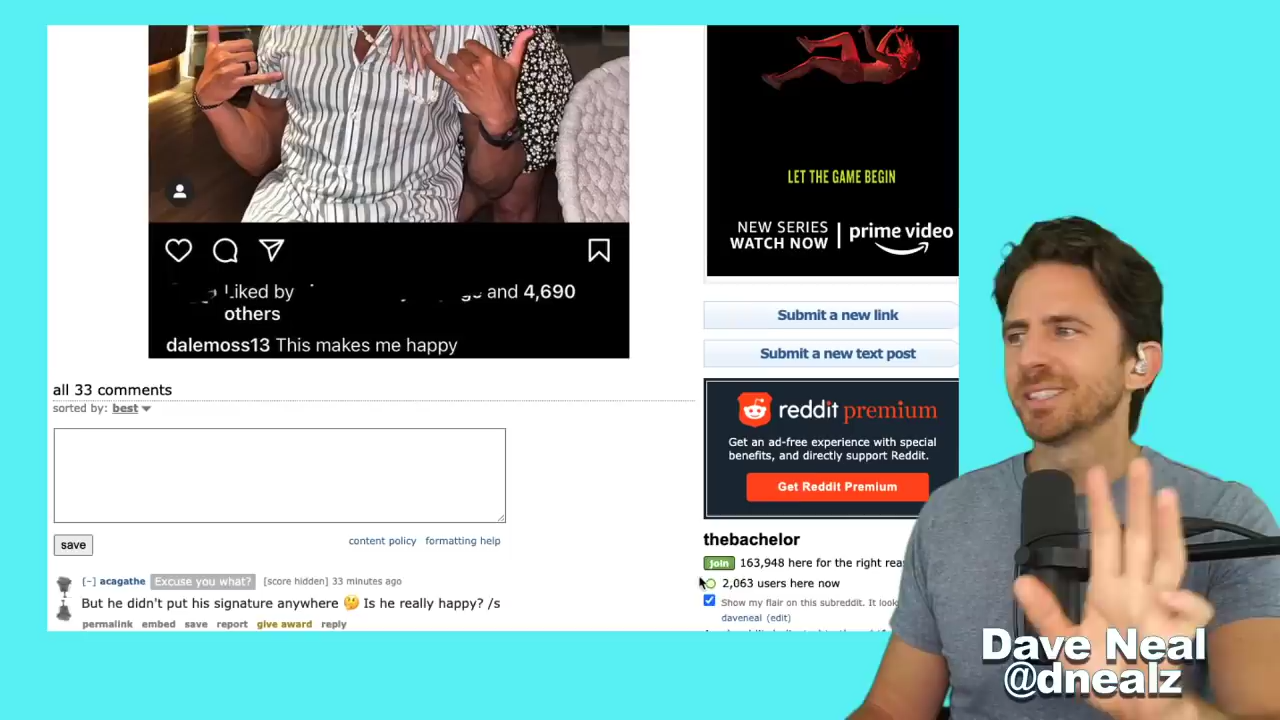 Liked by
and 4,690
others
dalemoss13 This makes me happy
all 33 comments
sorted by: best
save
content policy formatting help
[-] acagathe Excuse you what? [score hidden] 33 minutes ago
But he didn't put his signature anywhere 🤔 Is he really happy? /s
permalink embed save report give award reply
LET THE GAME BEGIN
NEW SERIES
WATCH NOW
prime video
Submit a new link
Submit a new text post
reddit premium
Get an ad-free experience with special
benefits, and directly support Reddit.
Get Reddit Premium
thebachelor
join 163,948 here for the right rea
2,063 users here now
Show my flair on this subreddit. It look
daveneal (edit)
Dave Neal
@dnealz